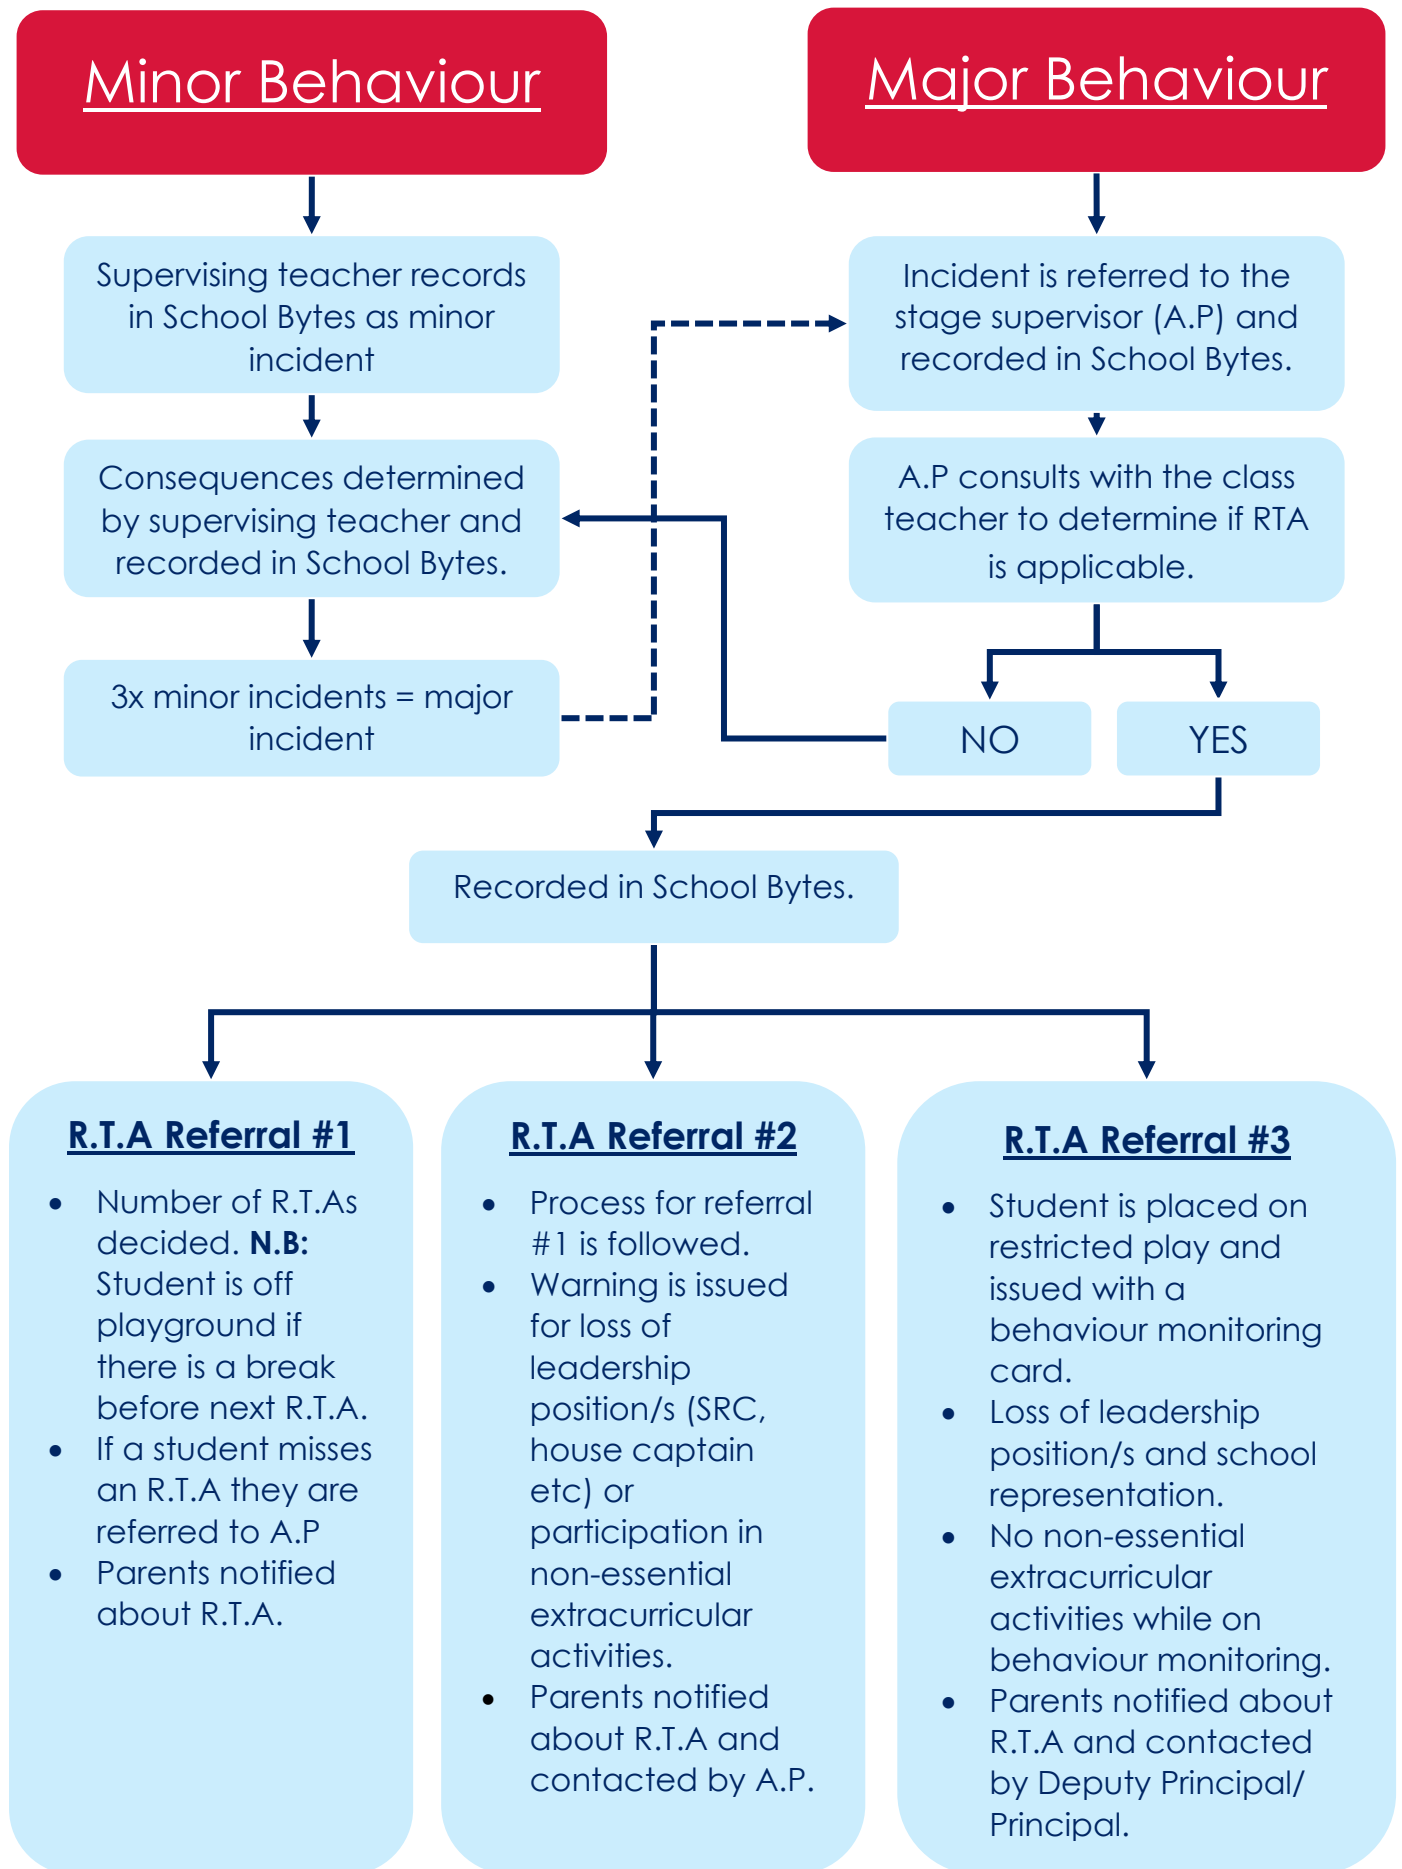 Minor Behaviour
Major Behaviour
Supervising teacher records
in School Bytes as minor
incident
Incident is referred to the
stage supervisor (A.P) and
recorded in School Bytes.
Consequences determined
by supervising teacher and
recorded in School Bytes.
A.P consults with the class
teacher to determine if RTA
is applicable.
3x minor incidents = major
incident
NO
YES
Recorded in School Bytes.
R.T.A Referral #1
• Number of R.T.As
decided. N.B:
Student is off
playground if
there is a break
before next R.T.A.
• If a student misses
an R.T.A they are
referred to A.P
• Parents notified
about R.T.A.
R.T.A Referral #2
• Process for referral
#1 is followed.
• Warning is issued
for loss of
leadership
position/s (SRC,
house captain
etc) or
participation in
non-essential
extracurricular
activities.
• Parents notified
about R.T.A and
contacted by A.P.
R.T.A Referral #3
• Student is placed on
restricted play and
issued with a
behaviour monitoring
card.
• Loss of leadership
position/s and school
representation.
• No non-essential
extracurricular
activities while on
behaviour monitoring.
• Parents notified about
R.T.A and contacted
by Deputy Principal/
Principal.